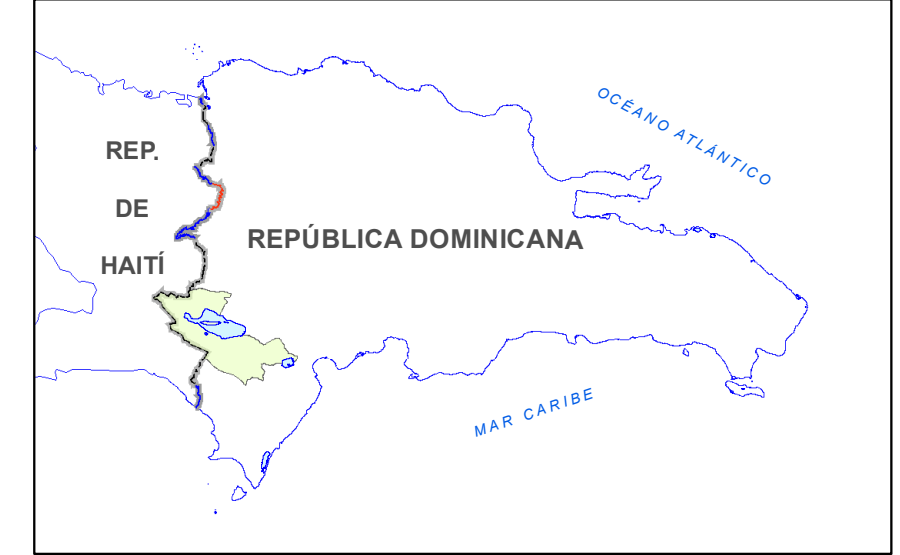 OCÉANO ATLÁNTICO
REP.
DE
HAITÍ
REPÚBLICA DOMINICANA
MAR CARIBE